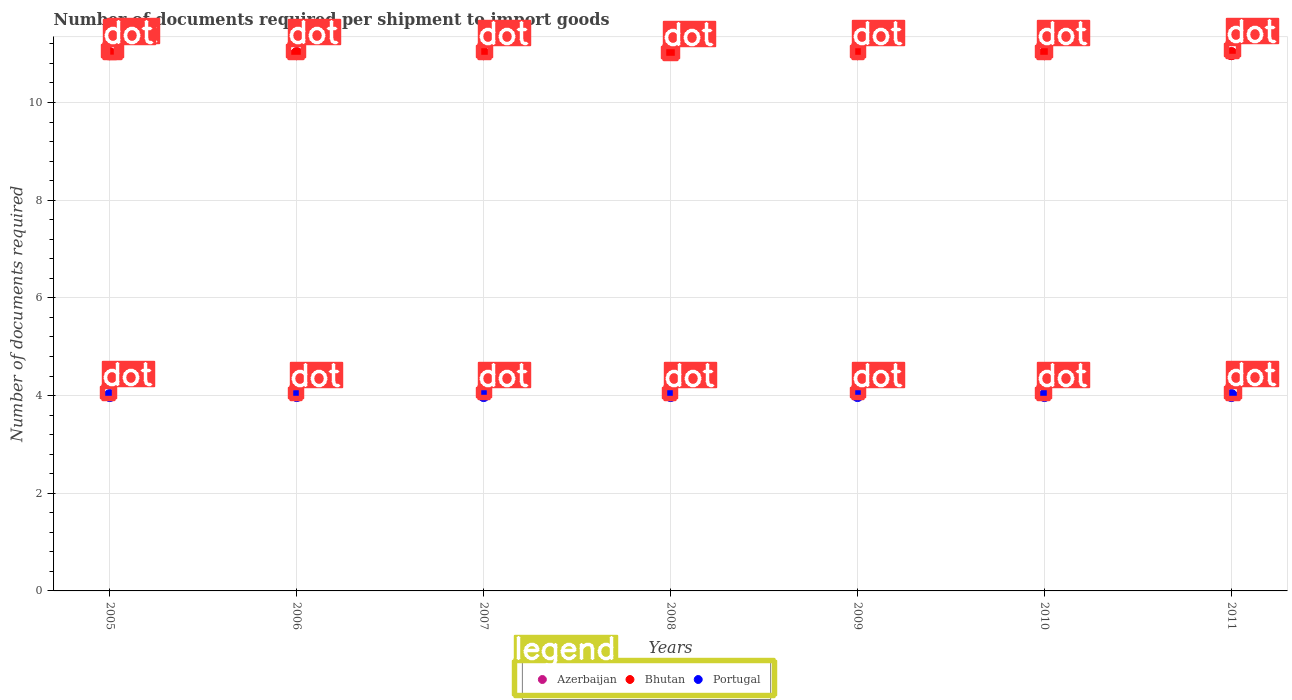 Number of documents required per shipment to import goods
dot dot dot dot dot dot dot
10
8
Number of documents required
6
dot dot dot dot dot dot dot
4
2
0
2005 2006 2007 2008 2009 2010 2011
legend
Years
Azerbaijan Bhutan Portugal